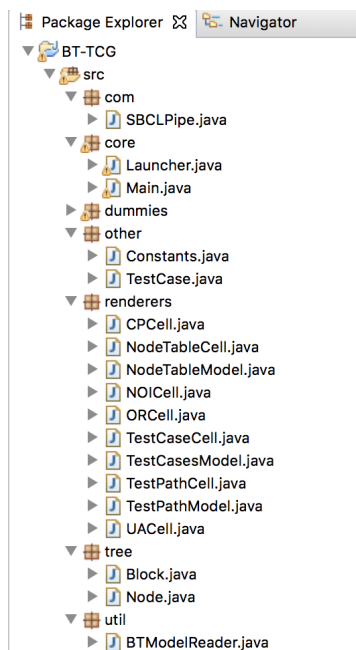 Package Explorer Navigator
BT-TCG
src
com
SBCLPipe.java
core
Launcher.java
Main.java
dummies
other
Constants.java
TestCase.java
renderers
CPCell.java
NodeTableCell.java
NodeTableModel.java
NOICell.java
ORCell.java
TestCaseCell.java
TestCasesModel.java
TestPathCell.java
TestPathModel.java
UACell.java
tree
Block.java
Node.java
util
BTModelReader.java